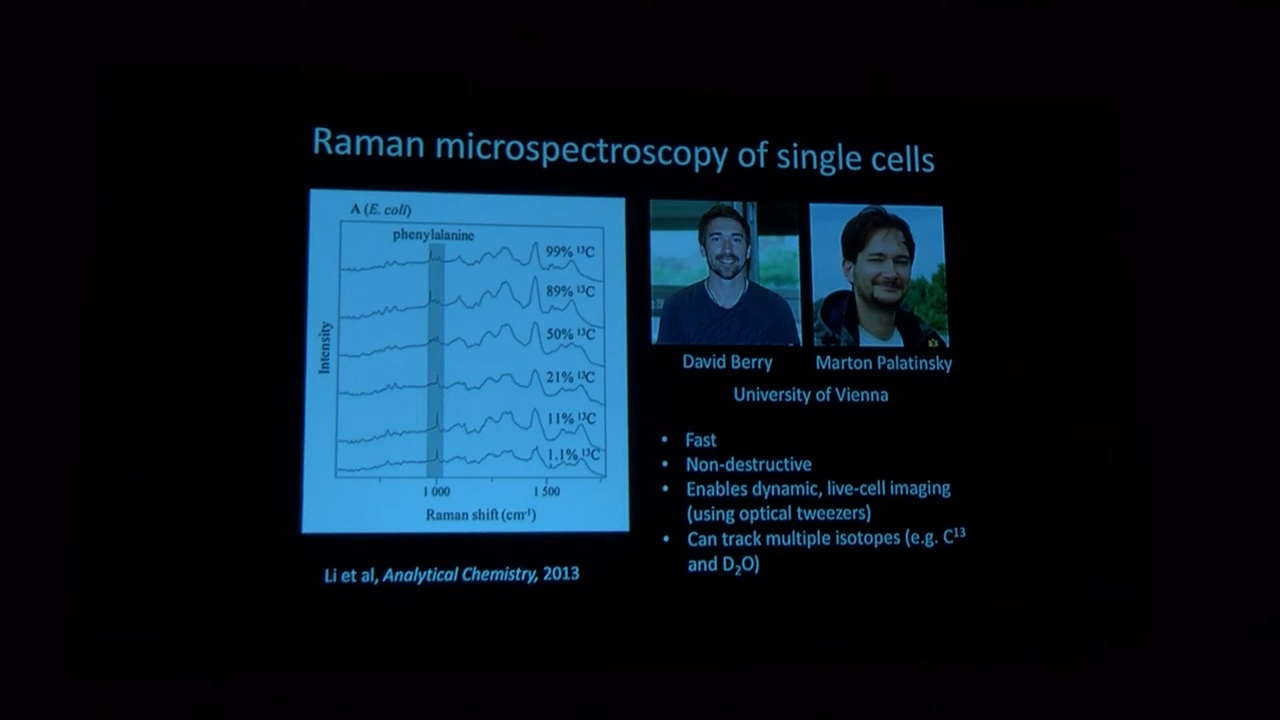 Raman microspectroscopy of single cells
A (E. coli)
phenylalanine
99% ¹³C
89% ¹³C
50% ¹³C
21% ¹³C
11% ¹³C
1.1% ¹³C
Intensity
1 000
1 500
Raman shift (cm⁻¹)
Li et al, Analytical Chemistry, 2013
David Berry
Marton Palatinsky
University of Vienna
• Fast
• Non-destructive
• Enables dynamic, live-cell imaging
(using optical tweezers)
• Can track multiple isotopes (e.g. C¹³
and D₂O)